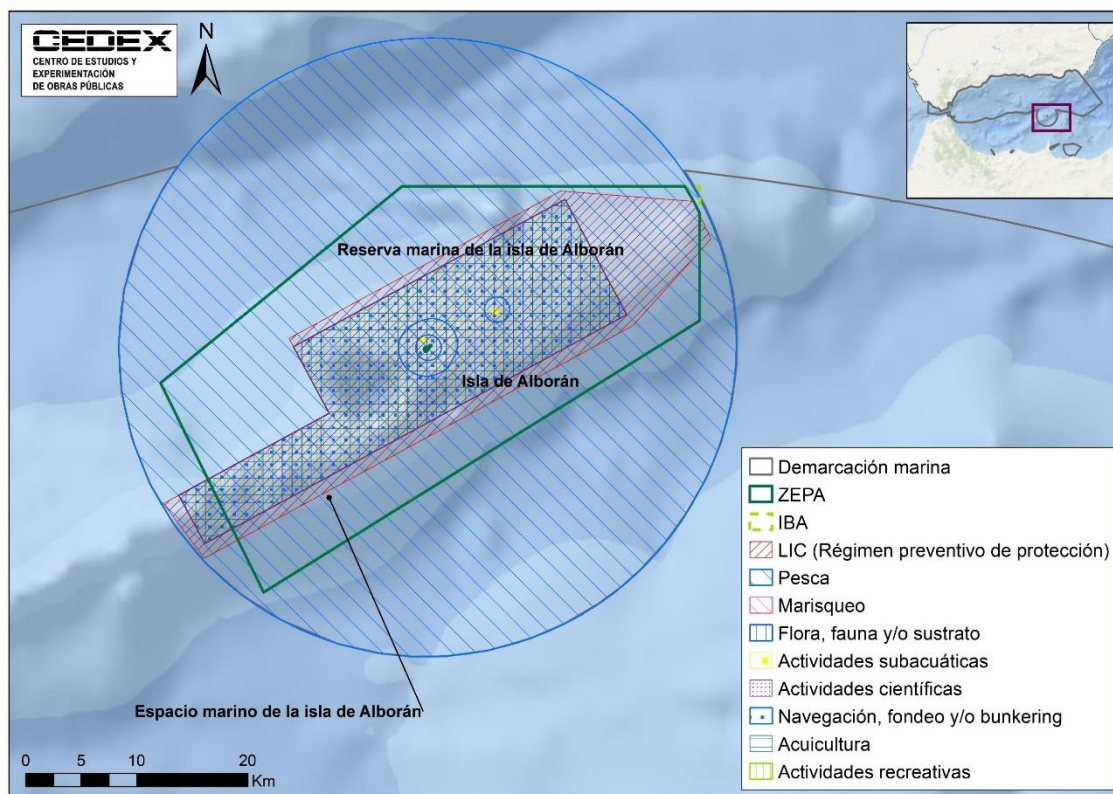 CEDEX
CENTRO DE ESTUDIOS Y
EXPERIMENTACIÓN
DE OBRAS PÚBLICAS
N
Reserva marina de la isla de Alborán
Isla de Alborán
Espacio marino de la isla de Alborán
0 5 10 20
Km
Demarcación marina
ZEPA
IBA
LIC (Régimen preventivo de protección)
Pesca
Marisqueo
Flora, fauna y/o sustrato
Actividades subacuáticas
Actividades científicas
Navegación, fondeo y/o bunkering
Acuicultura
Actividades recreativas